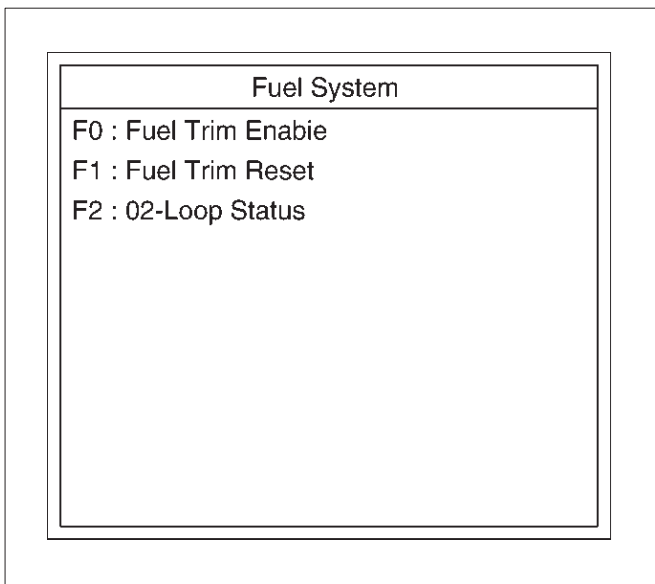 Fuel System
F0 : Fuel Trim Enabie
F1 : Fuel Trim Reset
F2 : 02-Loop Status